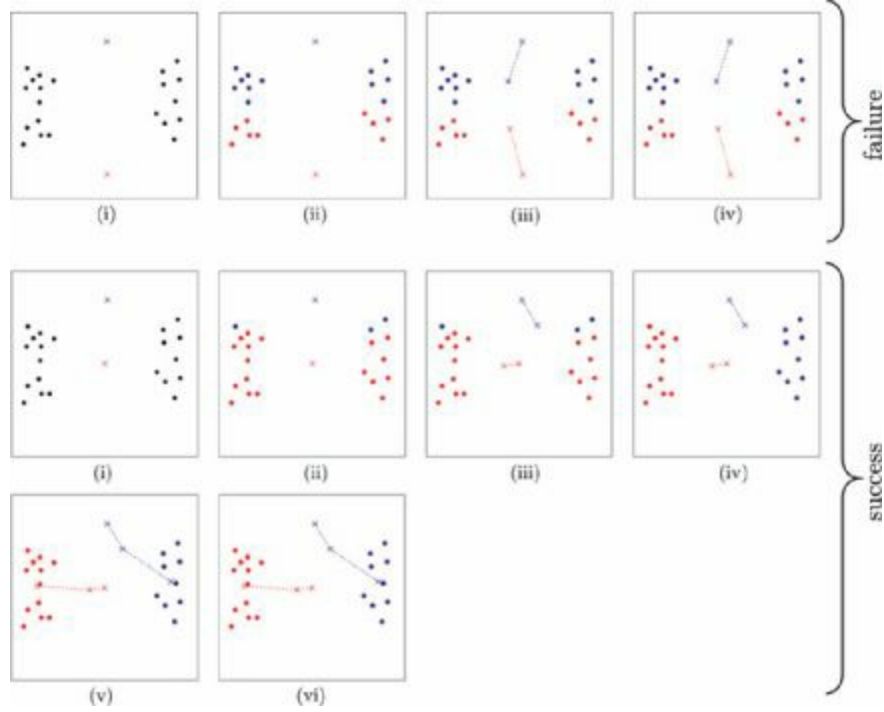 (i) (ii) (iii) (iv)
failure
(i) (ii) (iii) (iv)
(v) (vi)
success